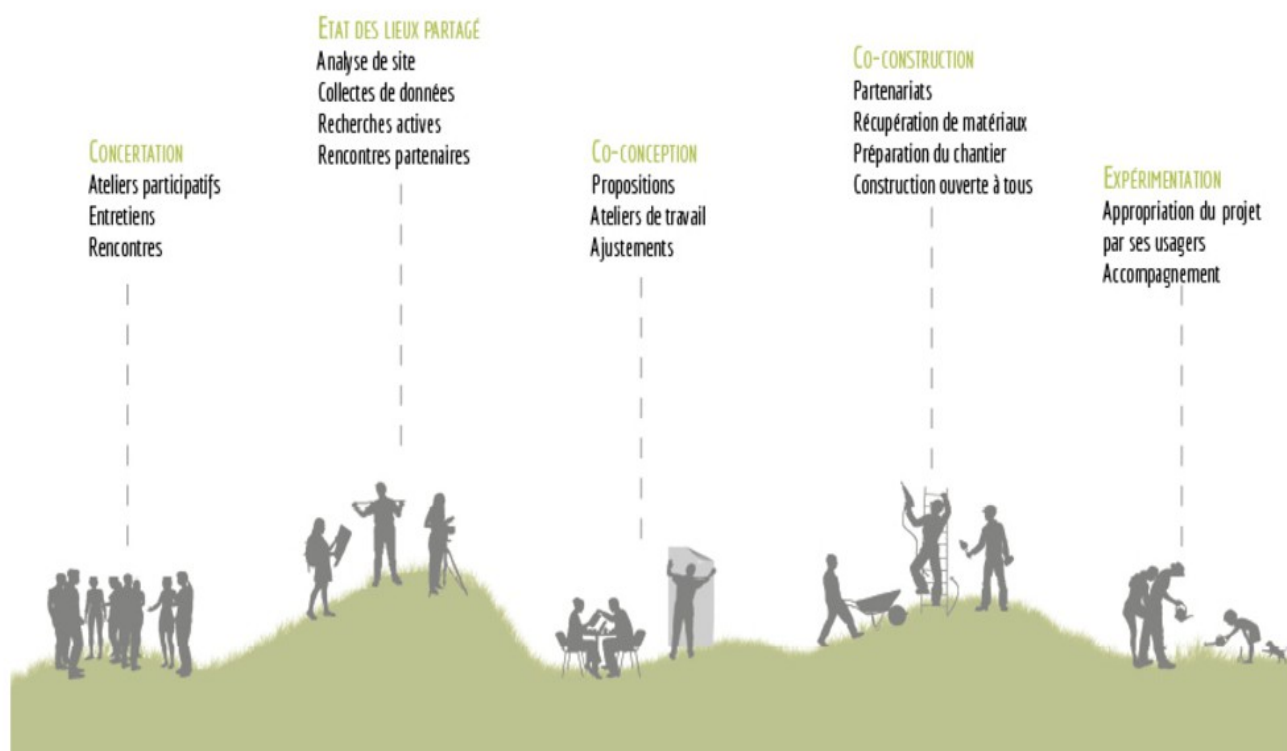 CONCERTATION
Ateliers participatifs
Entretiens
Rencontres
ETAT DES LIEUX PARTAGÉ
Analyse de site
Collectes de données
Recherches actives
Rencontres partenaires
CO-CONCEPTION
Propositions
Ateliers de travail
Ajustements
CO-CONSTRUCTION
Partenariats
Récupération de matériaux
Préparation du chantier
Construction ouverte à tous
EXPÉRIMENTATION
Appropriation du projet
par ses usagers
Accompagnement